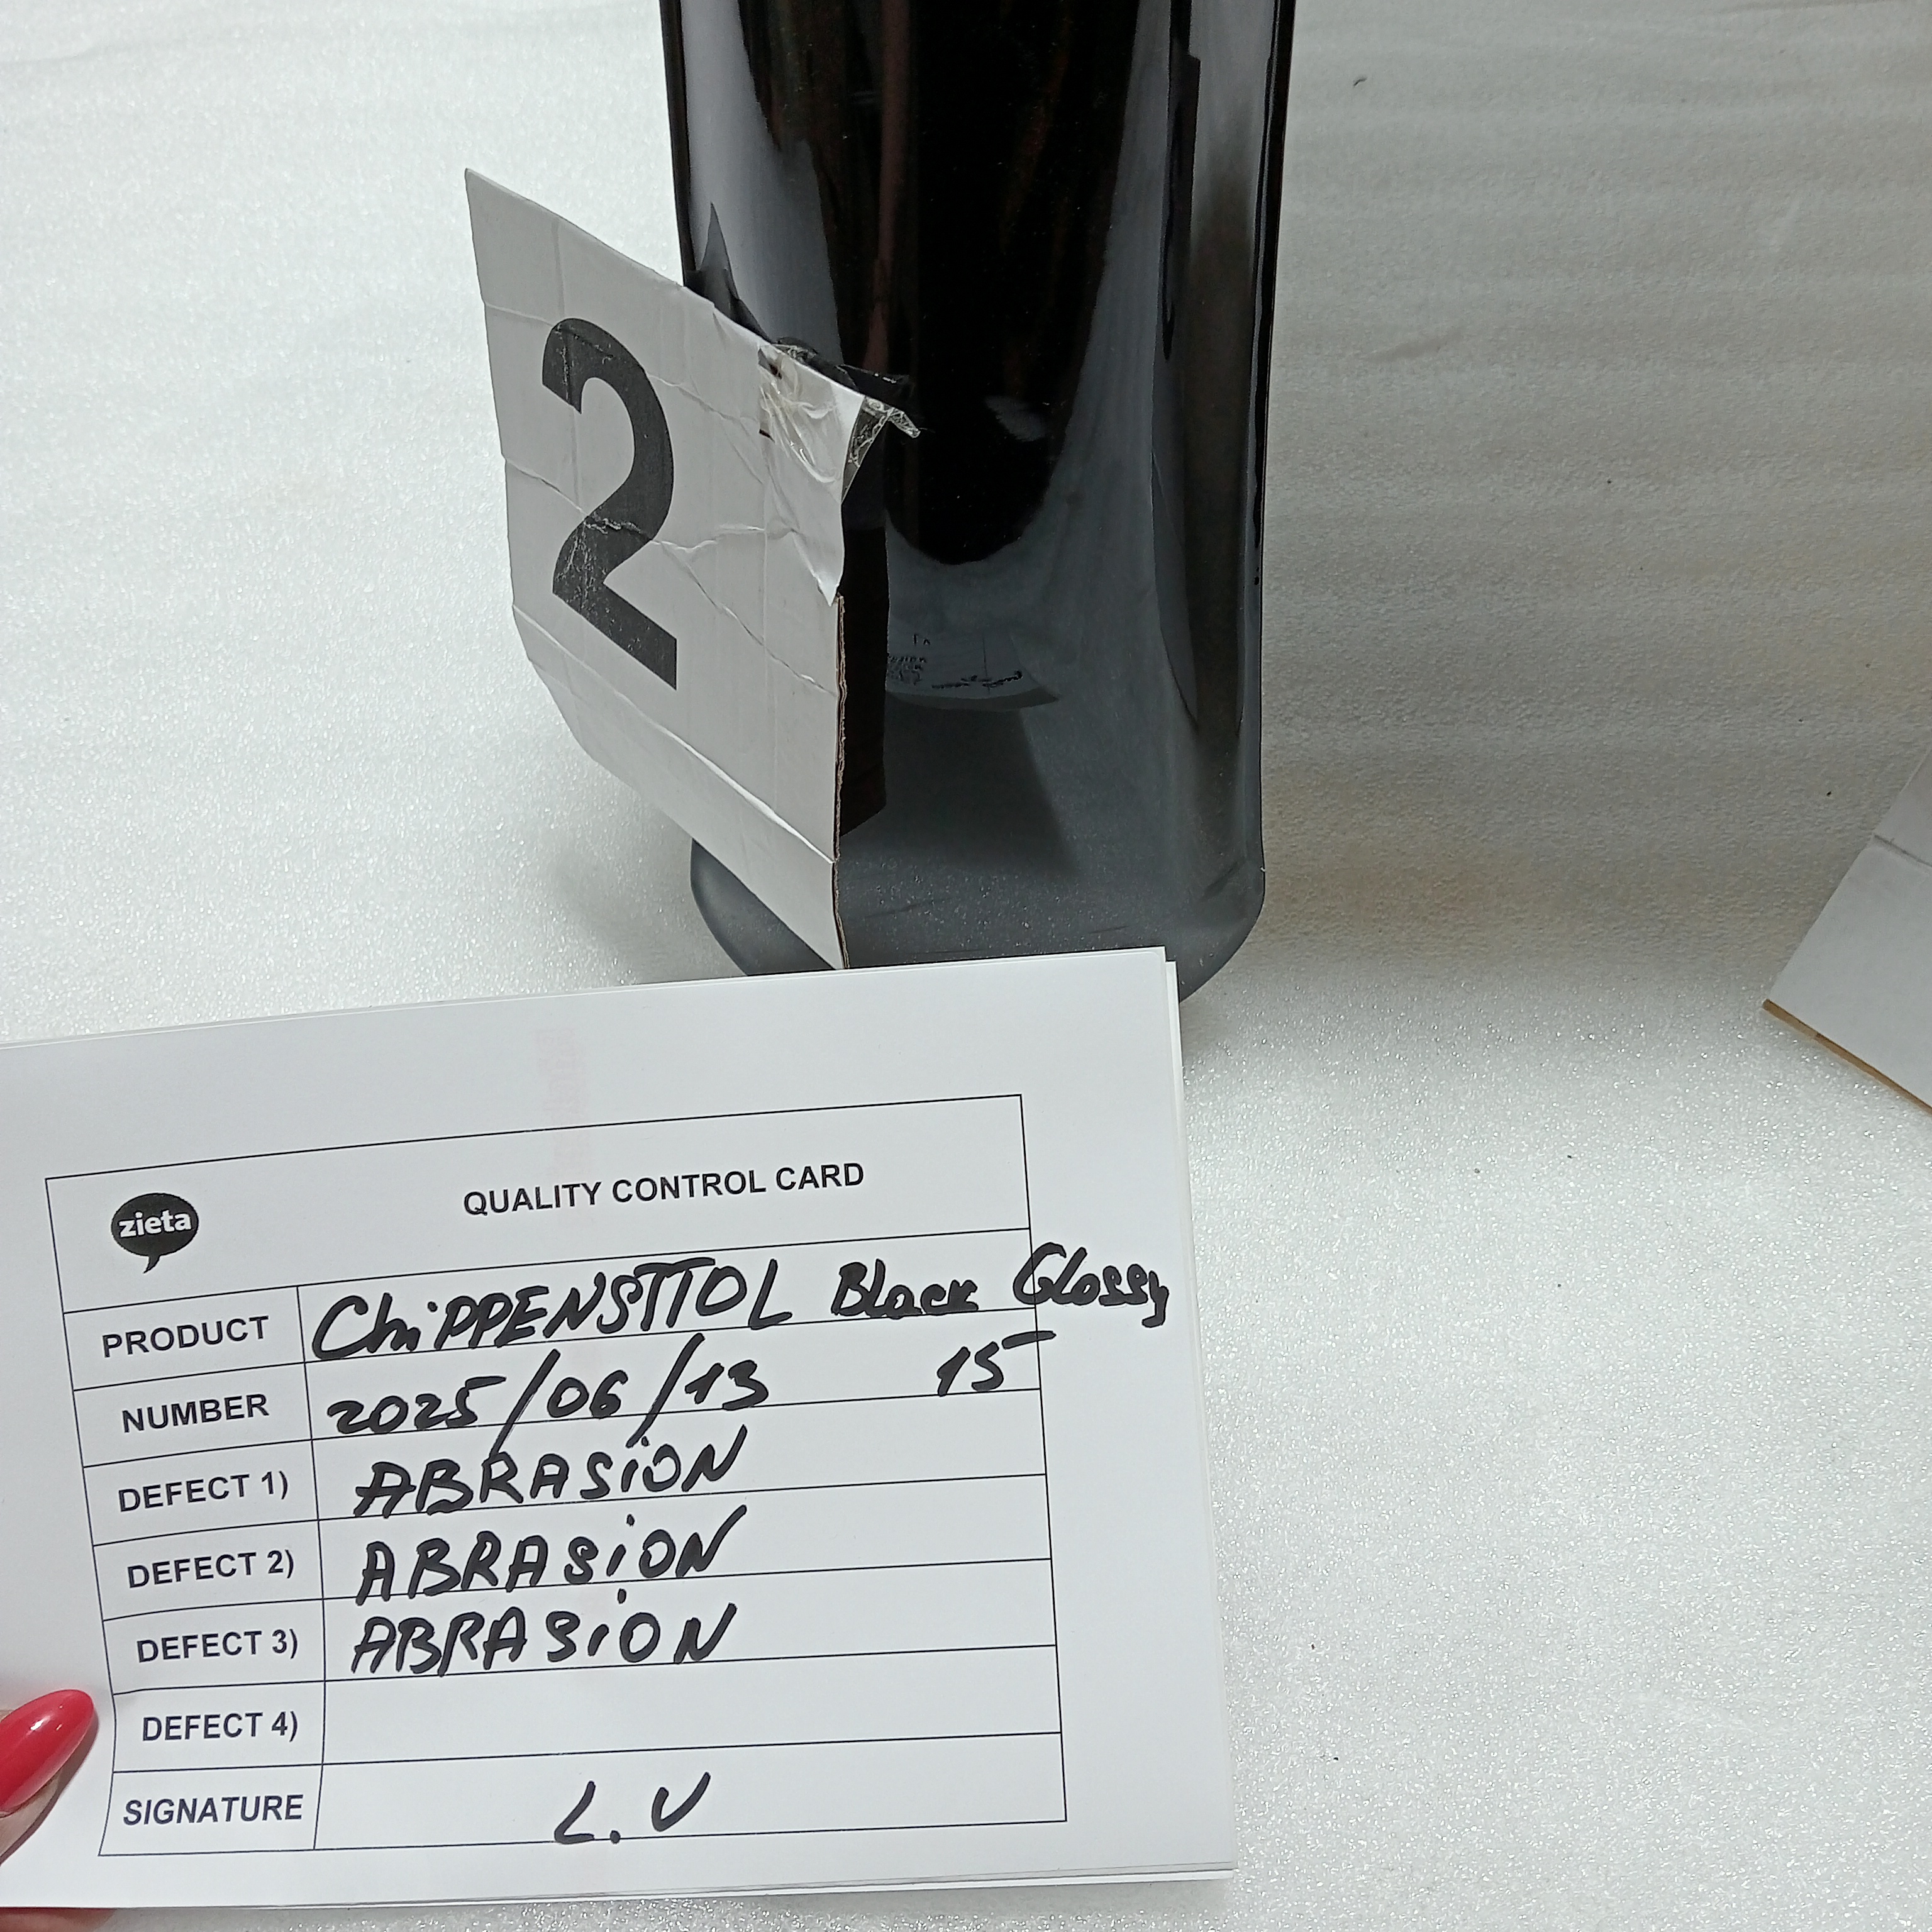 2
zieta
QUALITY CONTROL CARD
PRODUCT ChiPPENSTTOL Black Glossy
NUMBER 2025/06/13 15
DEFECT 1) ABRASiON
DEFECT 2) ABRASiON
DEFECT 3) ABRASiON
DEFECT 4)
SIGNATURE L.U